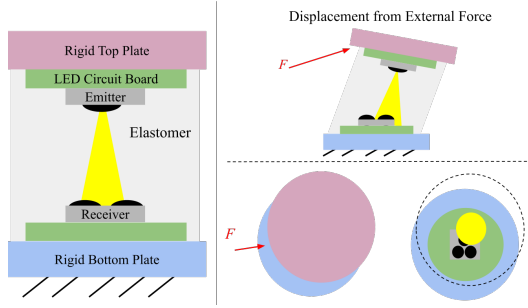 Rigid Top Plate
LED Circuit Board
Emitter
Elastomer
Receiver
Rigid Bottom Plate
Displacement from External Force
F
F